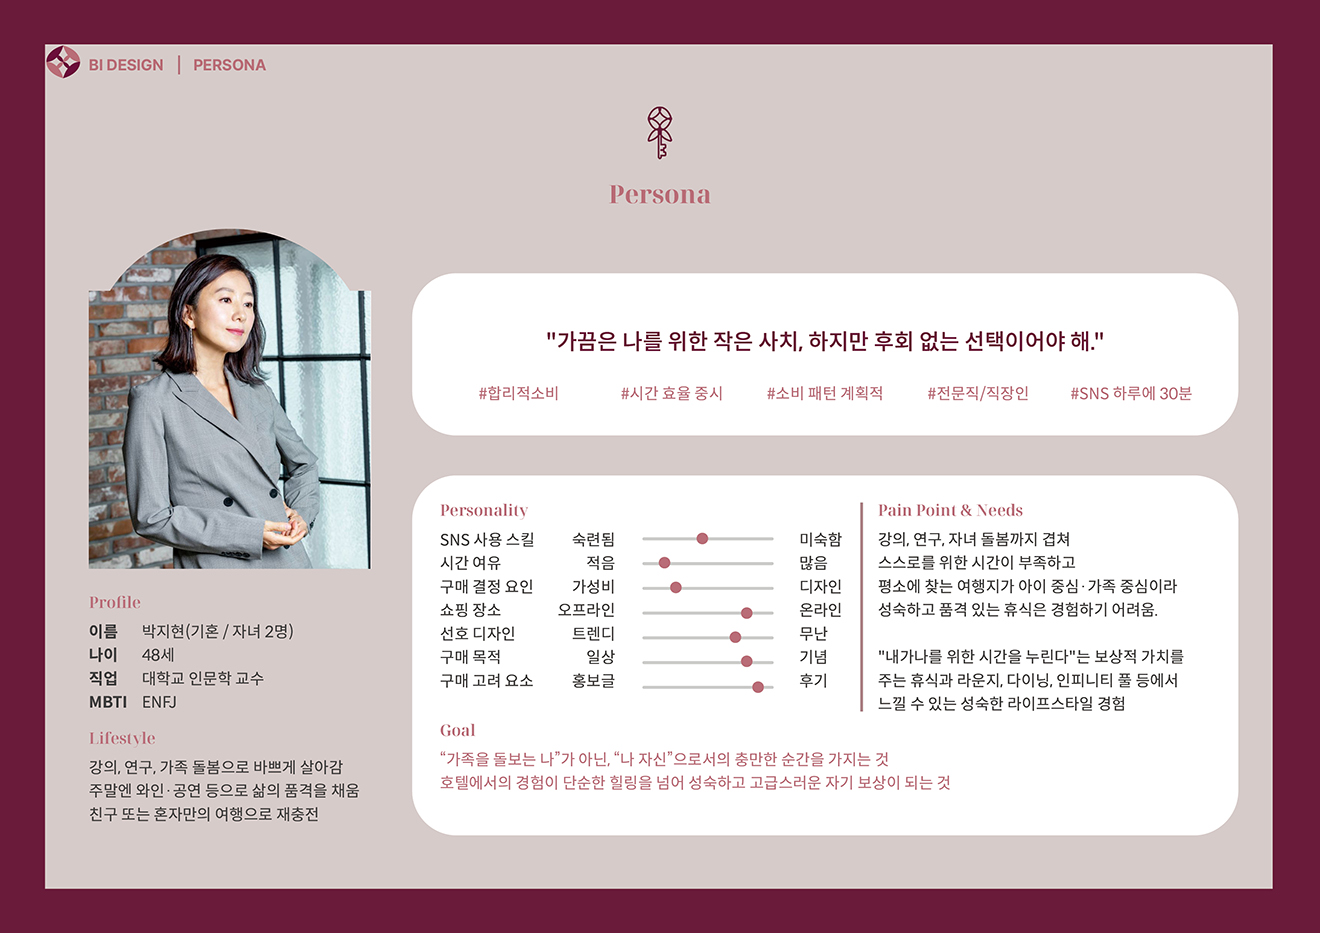 BI DESIGN | PERSONA
Persona
"가끔은 나를 위한 작은 사치, 하지만 후회 없는 선택이어야 해."
#합리적소비 #시간 효율 중시 #소비 패턴 계획적 #전문직/직장인 #SNS 하루에 30분
Profile
이름 박지현(기혼 / 자녀 2명)
나이 48세
직업 대학교 인문학 교수
MBTI ENFJ
Lifestyle
강의, 연구, 가족 돌봄으로 바쁘게 살아감
주말엔 와인·공연 등으로 삶의 품격을 채움
친구 또는 혼자만의 여행으로 재충전
Personality
SNS 사용 스킬 숙련됨 미숙함
시간 여유 적음 많음
구매 결정 요인 가성비 디자인
쇼핑 장소 오프라인 온라인
선호 디자인 트렌디 무난
구매 목적 일상 기념
구매 고려 요소 홍보글 후기
Pain Point & Needs
강의, 연구, 자녀 돌봄까지 겹쳐
스스로를 위한 시간이 부족하고
평소에 찾는 여행지가 아이 중심·가족 중심이라
성숙하고 품격 있는 휴식은 경험하기 어려움.
"내가나를 위한 시간을 누린다"는 보상적 가치를
주는 휴식과 라운지, 다이닝, 인피니티 풀 등에서
느낄 수 있는 성숙한 라이프스타일 경험
Goal
“가족을 돌보는 나”가 아닌, “나 자신”으로서의 충만한 순간을 가지는 것
호텔에서의 경험이 단순한 힐링을 넘어 성숙하고 고급스러운 자기 보상이 되는 것